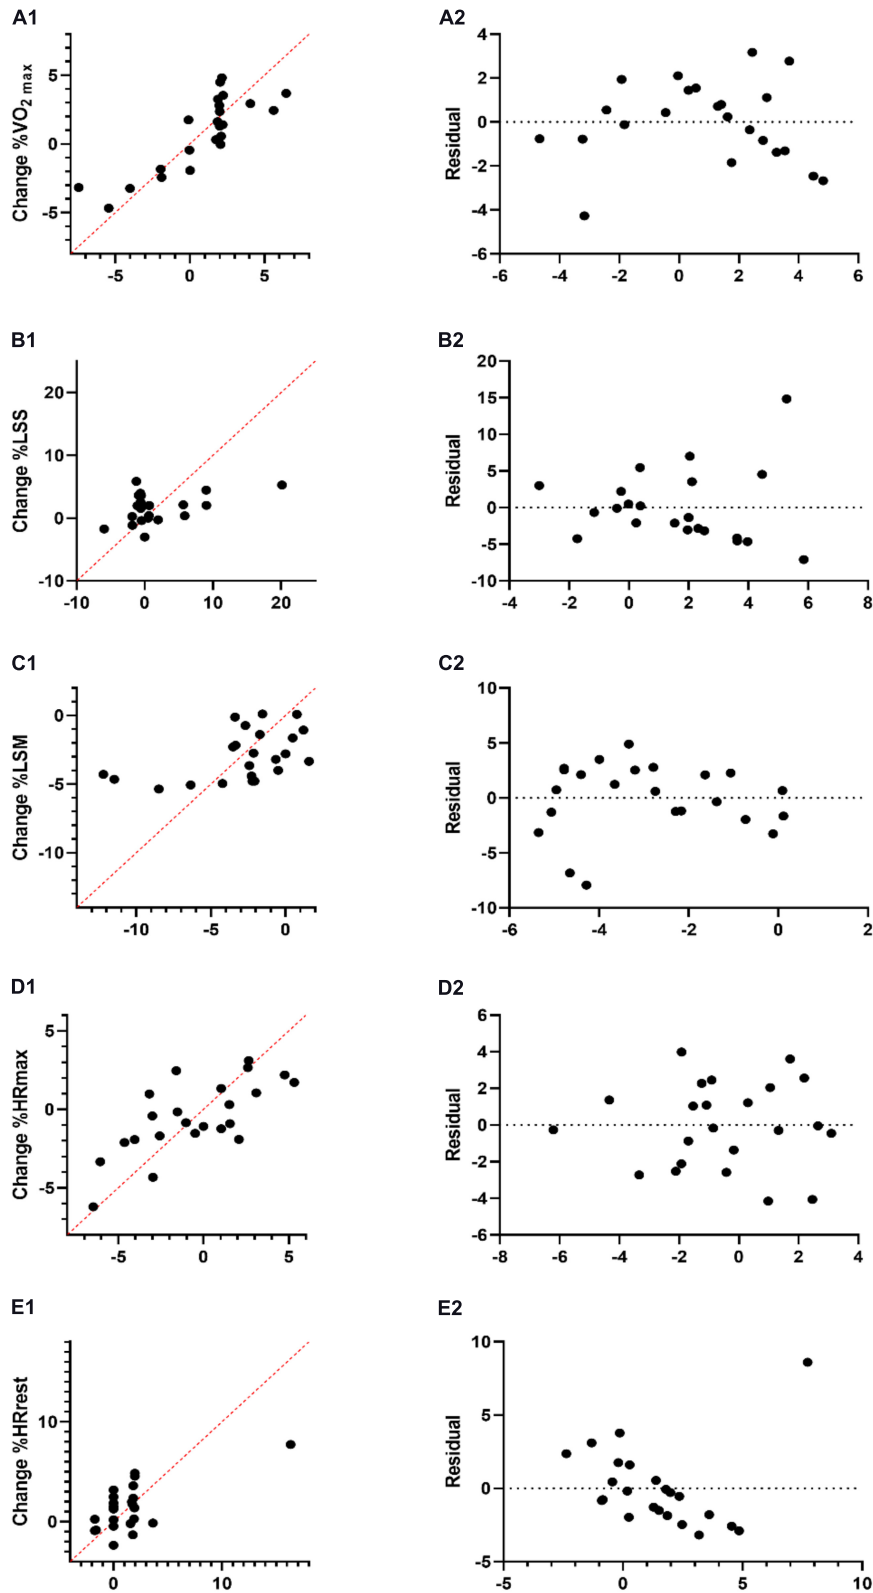 A1 A2
Change %VO2 max
5
0
-5
-5 0 5
Residual
4
2
0
-2
-4
-6
-6 -4 -2 0 2 4 6
B1 B2
Change %LSS
20
10
0
-10
-10 0 10 20
Residual
20
15
10
5
0
-5
-10
-4 -2 0 2 4 6 8
C1 C2
Change %LSM
0
-5
-10
-10 -5 0
Residual
10
5
0
-5
-10
-6 -4 -2 0 2
D1 D2
Change %HRmax
5
0
-5
-5 0 5
Residual
6
4
2
0
-2
-4
-6
-8 -6 -4 -2 0 2 4
E1 E2
Change %HRrest
10
0
0 10
Residual
10
5
0
-5
-5 0 5 10